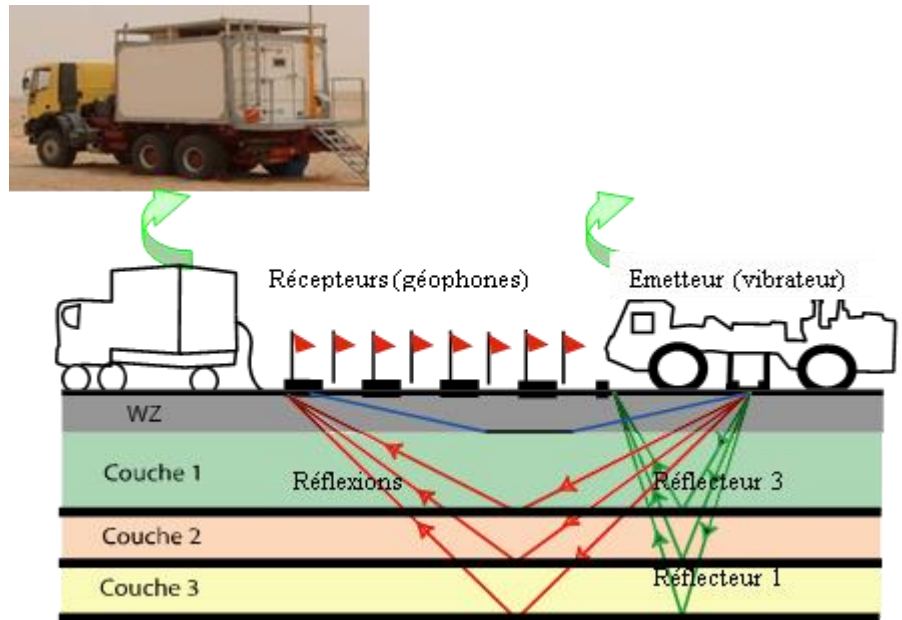 Récepteurs (géophones)
Emetteur (vibrateur)
WZ
Couche 1
Réflexions
Réflecteur 3
Couche 2
Couche 3
Réflecteur 1